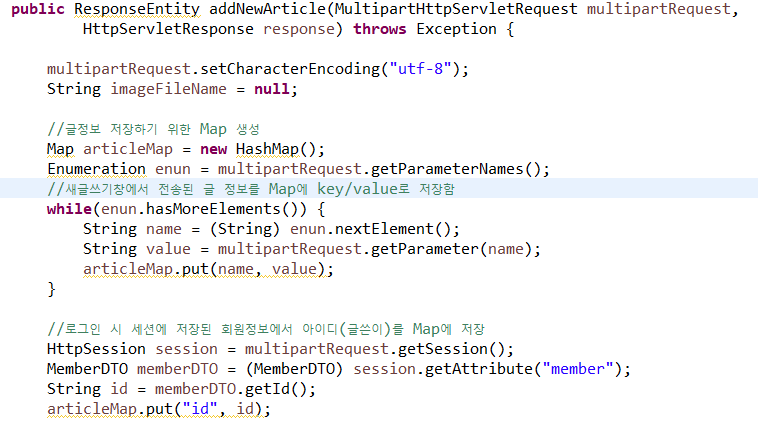 public ResponseEntity addNewArticle(MultipartHttpServletRequest multipartRequest,
        HttpServletResponse response) throws Exception {

    multipartRequest.setCharacterEncoding("utf-8");
    String imageFileName = null;

    //글정보 저장하기 위한 Map 생성
    Map articleMap = new HashMap();
    Enumeration enun = multipartRequest.getParameterNames();
    //새글쓰기창에서 전송된 글 정보를 Map에 key/value로 저장함
    while(enun.hasMoreElements()) {
        String name = (String) enun.nextElement();
        String value = multipartRequest.getParameter(name);
        articleMap.put(name, value);
    }

    //로그인 시 세션에 저장된 회원정보에서 아이디(글쓴이)를 Map에 저장
    HttpSession session = multipartRequest.getSession();
    MemberDTO memberDTO = (MemberDTO) session.getAttribute("member");
    String id = memberDTO.getId();
    articleMap.put("id", id);